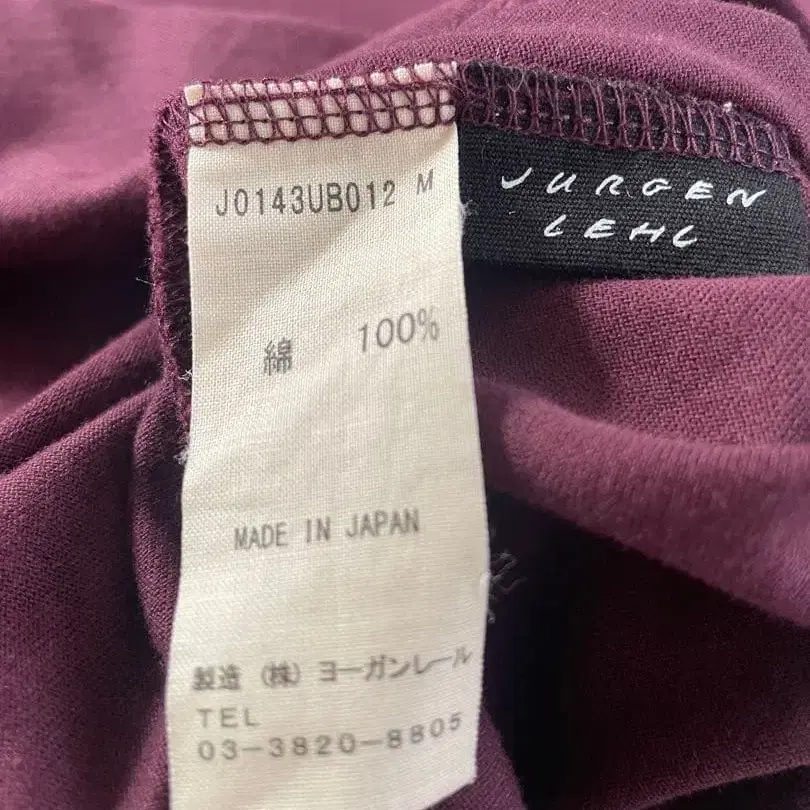 J0143UB012 M
JURGEN
LEHL
綿 100%
MADE IN JAPAN
製造 (株) ヨーガンレール
TEL
03-3820-8805